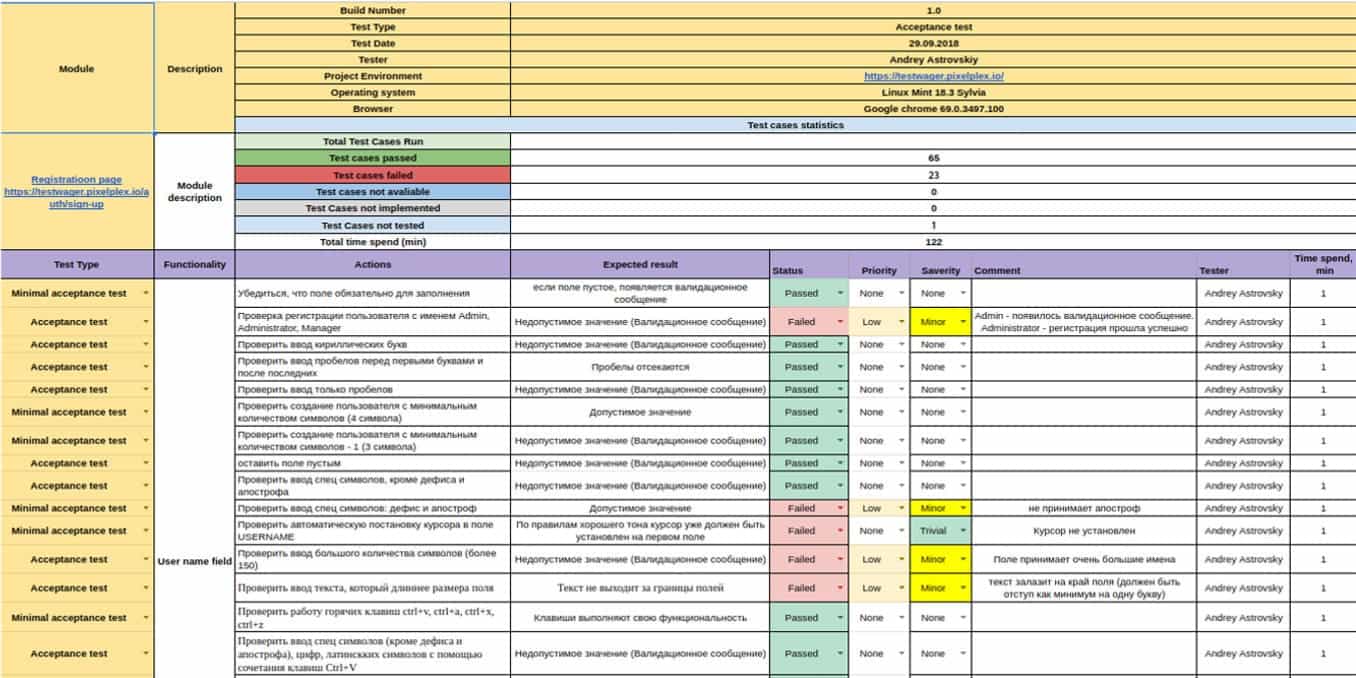 Module
Description
Build Number 1.0
Test Type Acceptance test
Test Date 29.09.2018
Tester Andrey Astrovskiy
Project Environment https://testwager.pixelplex.io/
Operating system Linux Mint 18.3 Sylvia
Browser Google chrome 69.0.3497.100
Test cases statistics
Registratioon page
https://testwager.pixelplex.io/a
uth/sign-up
Module
description
Total Test Cases Run
Test cases passed 65
Test cases failed 23
Test cases not avaliable 0
Test Cases not implemented 0
Test Cases not tested 1
Total time spend (min) 122
Test Type Functionality Actions Expected result Status Priority Saverity Comment Tester Time spend,
min
User name field
Minimal acceptance test Убедиться, что поле обязательно для заполнения если поле пустое, появляется валидационное
сообщение Passed None None Andrey Astrovsky 1
Acceptance test Проверка регистрации пользователя с именем Admin,
Administrator, Manager Недопустимое значение (Валидационное сообщение) Failed Low Minor Admin - появилось валидационное сообщение.
Administrator - регистрация прошла успешно Andrey Astrovsky 1
Acceptance test Проверить ввод кириллических букв Недопустимое значение (Валидационное сообщение) Passed None None Andrey Astrovsky 1
Acceptance test Проверить ввод пробелов перед первыми буквами и
после последних Пробелы отсекаются Passed None None Andrey Astrovsky 1
Acceptance test Проверить ввод только пробелов Недопустимое значение (Валидационное сообщение) Passed None None Andrey Astrovsky 1
Minimal acceptance test Проверить создание пользователя с минимальным
количеством символов (4 символа) Допустимое значение Passed None None Andrey Astrovsky 1
Minimal acceptance test Проверить создание пользователя с минимальным
количеством символов - 1 (3 символа) Недопустимое значение (Валидационное сообщение) Passed None None Andrey Astrovsky 1
Acceptance test оставить поле пустым Недопустимое значение (Валидационное сообщение) Passed None None Andrey Astrovsky 1
Acceptance test Проверить ввод спец символов, кроме дефиса и
апострофа Недопустимое значение (Валидационное сообщение) Passed None None Andrey Astrovsky 1
Minimal acceptance test Проверить ввод спец символов: дефис и апостроф Допустимое значение Failed Low Minor не принимает апостроф Andrey Astrovsky 1
Minimal acceptance test Проверить автоматическую постановку курсора в поле
USERNAME По правилам хорошего тона курсор уже должен быть
установлен на первом поле Failed None Trivial Курсор не установлен Andrey Astrovsky 1
Acceptance test Проверить ввод большого количества символов (более
150) Недопустимое значение (Валидационное сообщение) Failed Low Minor Поле принимает очень большие имена Andrey Astrovsky 1
Acceptance test Проверить ввод текста, который длиннее размера поля Текст не выходит за границы полей Failed Low Minor текст залазит на край поля (должен быть
отступ как минимум на одну букву) Andrey Astrovsky 1
Minimal acceptance test Проверить работу горячих клавиш ctrl+v, ctrl+a, ctrl+x,
ctrl+z Клавиши выполняют свою функциональность Passed None None Andrey Astrovsky 1
Acceptance test Проверить ввод спец символов (кроме дефиса и
апострофа), цифр, латинскких символов с помощью
сочетания клавиш Ctrl+V Недопустимое значение (Валидационное сообщение) Passed None None Andrey Astrovsky 1